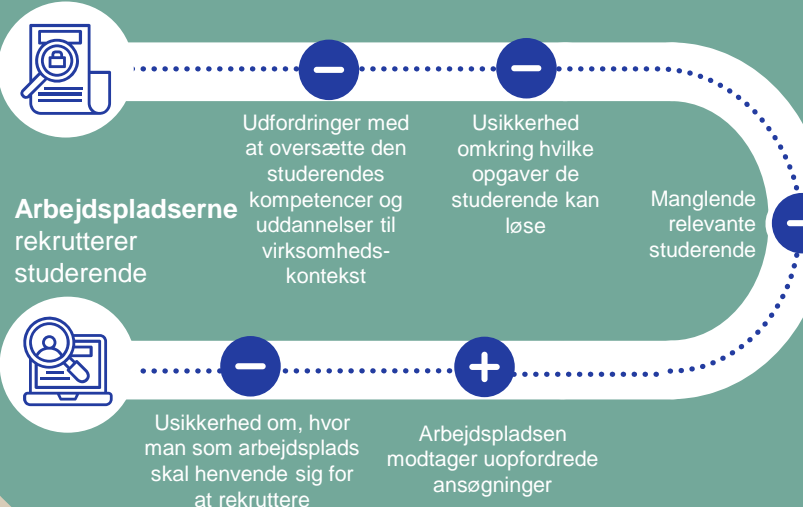 Udfordringer med
at oversætte den
studerendes
kompetencer og
uddannelser til
virksomheds-
kontekst
Usikkerhed
omkring hvilke
opgaver de
studerende kan
løse
Manglende
relevante
studerende
Arbejdspladserne
rekrutterer
studerende
Usikkerhed om, hvor
man som arbejdsplads
skal henvende sig for
at rekruttere
Arbejdspladsen
modtager uopfordrede
ansøgninger